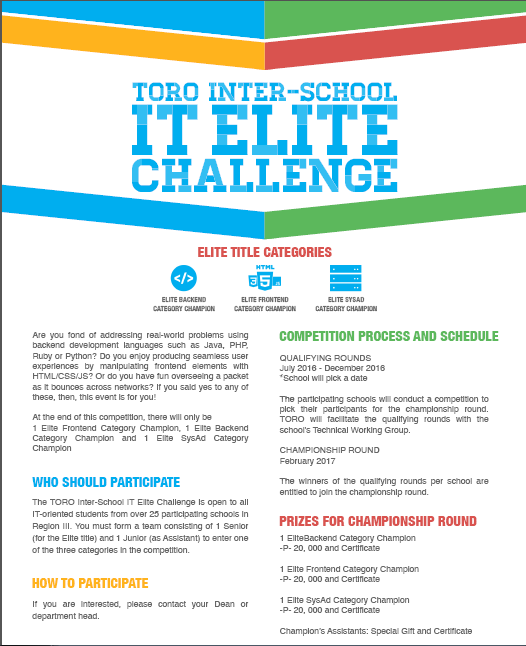 TORO INTER-SCHOOL
IT ELITE
CHALLENGE
ELITE TITLE CATEGORIES
</>
HTML
3 5 JS
ELITE BACKEND
CATEGORY CHAMPION
ELITE FRONTEND
CATEGORY CHAMPION
ELITE SYSAD
CATEGORY CHAMPION
Are you fond of addressing real-world problems using
backend development languages such as Java, PHP,
Ruby or Python? Do you enjoy producing seamless user
experiences by manipulating frontend elements with
HTML/CSS/JS? Or do you have fun overseeing a packet
as it bounces across networks? If you said yes to any of
these, then, this event is for you!
At the end of this competition, there will only be
1 Elite Frontend Category Champion, 1 Elite Backend
Category Champion and 1 Elite SysAd Category
Champion
WHO SHOULD PARTICIPATE
The TORO Inter-School IT Elite Challenge is open to all
IT-oriented students from over 25 participating schools in
Region III. You must form a team consisting of 1 Senior
(for the Elite title) and 1 Junior (as Assistant) to enter one
of the three categories in the competition.
HOW TO PARTICIPATE
If you are interested, please contact your Dean or
department head.
COMPETITION PROCESS AND SCHEDULE
QUALIFYING ROUNDS
July 2016 - December 2016
*School will pick a date
The participating schools will conduct a competition to
pick their participants for the championship round.
TORO will facilitate the qualifying rounds with the
school's Technical Working Group.
CHAMPIONSHIP ROUND
February 2017
The winners of the qualifying rounds per school are
entitled to join the championship round.
PRIZES FOR CHAMPIONSHIP ROUND
1 EliteBackend Category Champion
-P- 20, 000 and Certificate
1 Elite Frontend Category Champion
-P- 20, 000 and Certificate
1 Elite SysAd Category Champion
-P- 20, 000 and Certificate
Champion's Assistants: Special Gift and Certificate